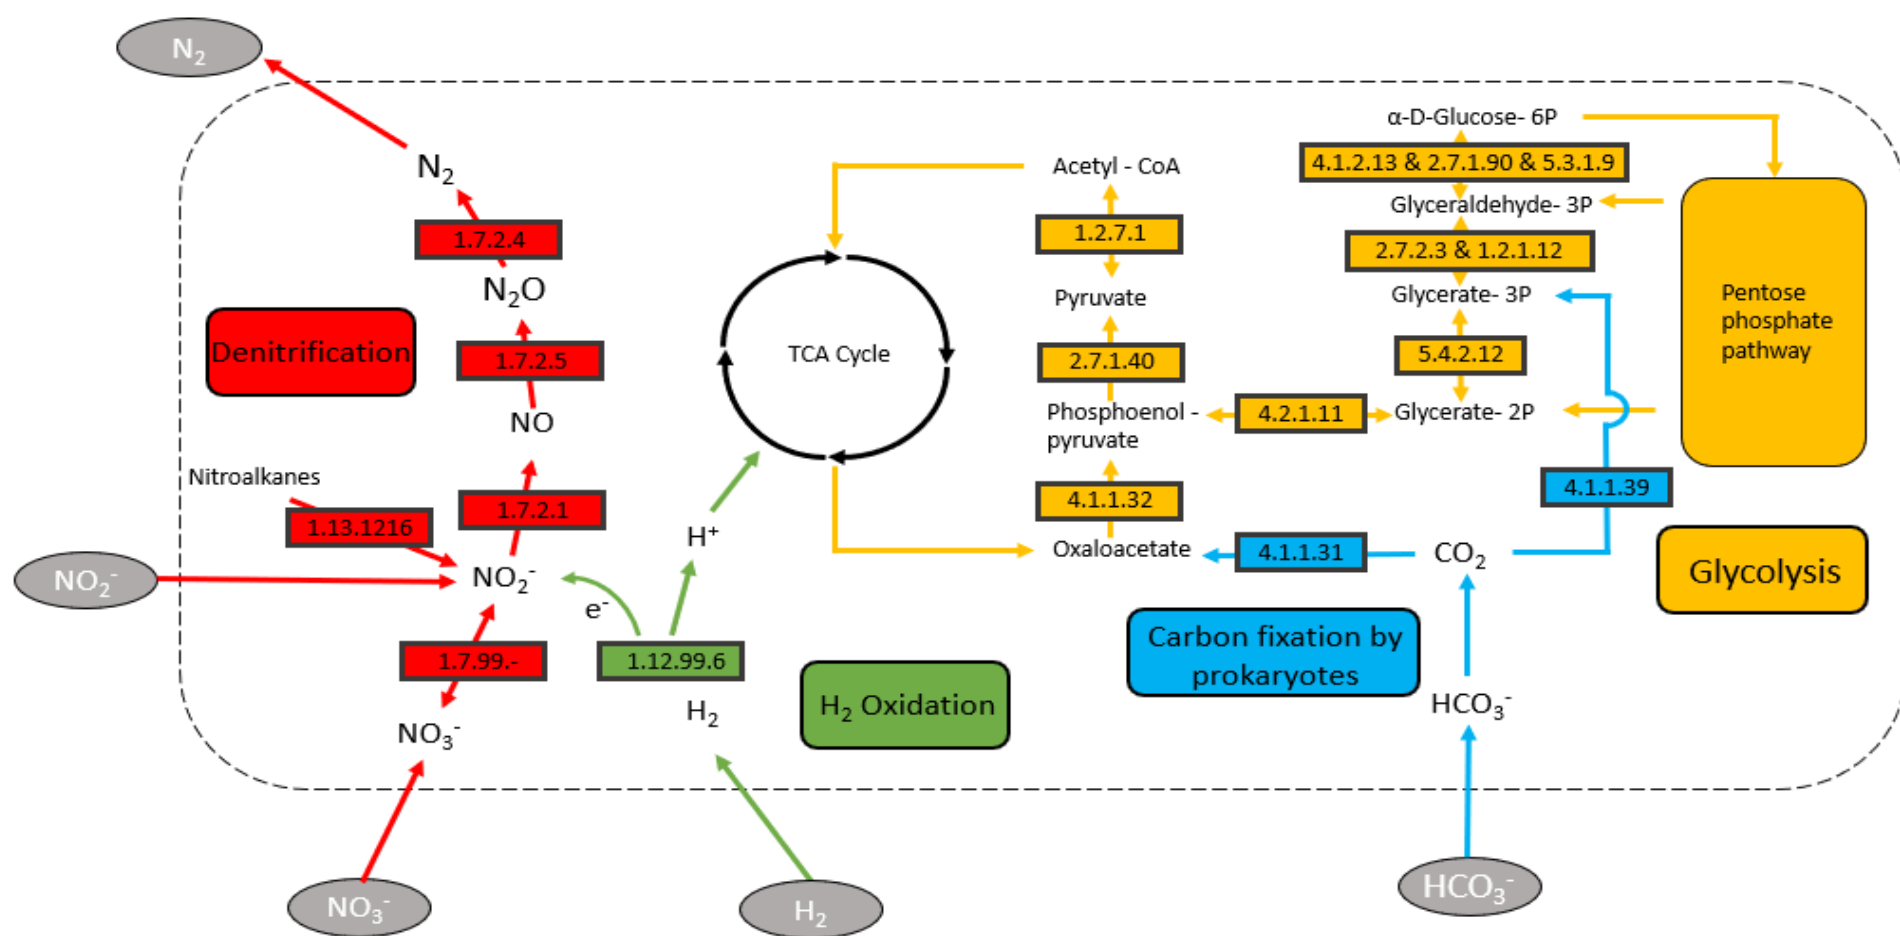 N₂
α-D-Glucose- 6P
4.1.2.13 & 2.7.1.90 & 5.3.1.9
N₂
Acetyl - CoA
Glyceraldehyde- 3P
1.7.2.4
1.2.7.1
2.7.2.3 & 1.2.1.12
N₂O
Pyruvate
Glycerate- 3P
Pentose
phosphate
pathway
Denitrification
1.7.2.5
TCA Cycle
2.7.1.40
5.4.2.12
NO
Phosphoenol -
pyruvate
4.2.1.11
Glycerate- 2P
Nitroalkanes
4.1.1.39
1.13.1216
1.7.2.1
4.1.1.32
H⁺
Oxaloacetate
4.1.1.31
CO₂
Glycolysis
NO₂⁻
NO₂⁻
e⁻
1.7.99.-
1.12.99.6
Carbon fixation by
prokaryotes
H₂ Oxidation
H₂
HCO₃⁻
NO₃⁻
NO₃⁻
H₂
HCO₃⁻